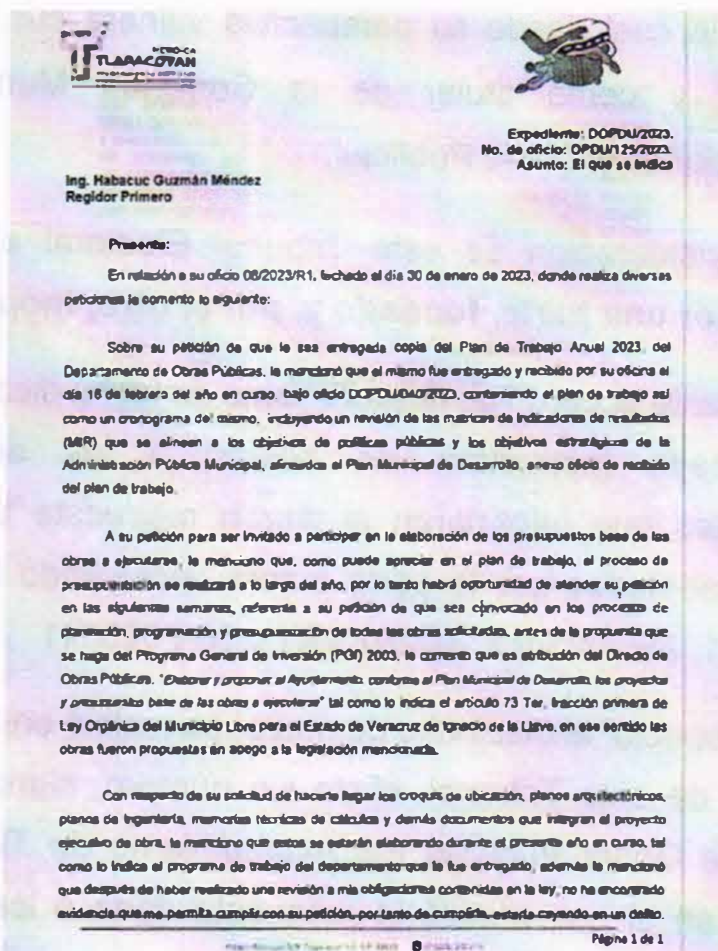 TLAPACOYAN
Expediente: DOPDU/2023.
No. de oficio: OPDU/125/2023.
Asunto: El que se indica
Ing. Habacuc Guzmán Méndez
Regidor Primero
Presente:
En relación a su oficio 08/2023/R1, fechado el día 30 de enero de 2023, donde realiza diversas
peticiones le comento lo siguiente:
Sobre su petición de que le sea entregada copia del Plan de Trabajo Anual 2023, del
Departamento de Obras Públicas, le mencionó que el mismo fue entregado y recibido por su oficina el
día 16 de febrero del año en curso, bajo oficio DOPDU/040/2023, conteniendo el plan de trabajo así
como un cronograma del mismo, incluyendo un revisión de las matrices de indicadores de resultados
(MIR) que se alinean a los objetivos de políticas públicas y los objetivos estratégicos de la
Administración Pública Municipal, alineados al Plan Municipal de Desarrollo, anexo oficio de recibido
del plan de trabajo.
A su petición para ser invitado a participar en la elaboración de los presupuestos base de las
obras a ejecutarse, le menciono que, como puede apreciar en el plan de trabajo, el proceso de
presupuestación se realizará a lo largo del año, por lo tanto habrá oportunidad de atender su petición
en las siguientes semanas, referente a su petición de que sea convocado en los procesos de
planeación, programación y presupuestación de todas las obras solicitadas, antes de la propuesta que
se haga del Programa General de Inversión (PGI) 2003, le comento que es atribución del Directo de
Obras Públicas, "Elaborar y proponer al Ayuntamiento, conforme al Plan Municipal de Desarrollo, los proyectos
y presupuestos base de las obras a ejecutarse" tal como lo indica el artículo 73 Ter, fracción primera de
Ley Orgánica del Municipio Libre para el Estado de Veracruz de Ignacio de la Llave, en ese sentido las
obras fueron propuestas en apego a la legislación mencionada.
Con respecto de su solicitud de hacerle llegar los croquis de ubicación, planos arquitectónicos,
planos de ingeniería, memorias técnicas de cálculos y demás documentos que integran el proyecto
ejecutivo de obra, le menciono que estos se estarán elaborando durante el presente año en curso, tal
como lo indica el programa de trabajo del departamento que le fue entregado, además le mencionó
que después de haber realizado una revisión a mis obligaciones contenidas en la ley, no he encontrado
evidencia que me permita cumplir con su petición, por tanto de cumplirla, estaría cayendo en un delito.
Página 1 de 1